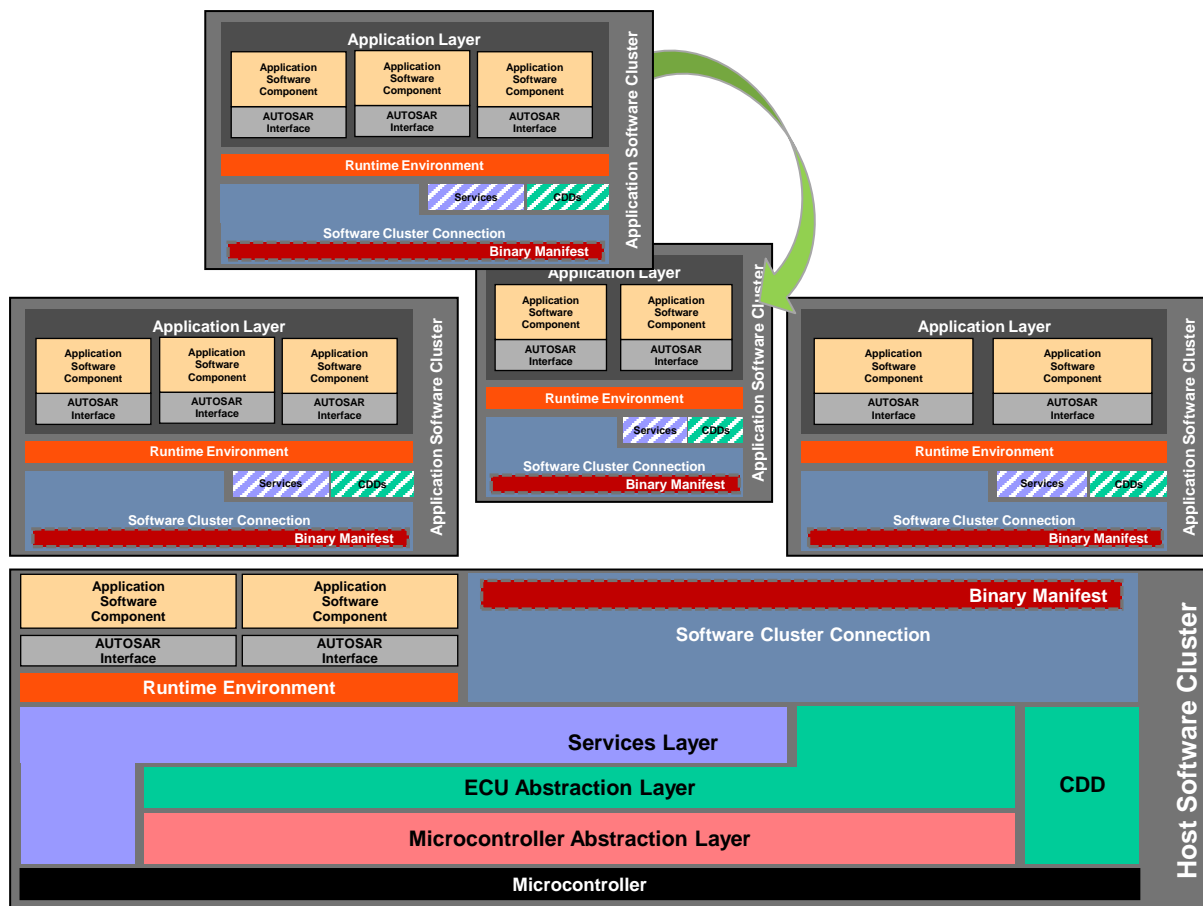 Application Layer
Application
Software
Component
Application
Software
Component
Application
Software
Component
AUTOSAR
Interface
AUTOSAR
Interface
AUTOSAR
Interface
Runtime Environment
Services
CDDs
Software Cluster Connection
Binary Manifest
Application Software Cluster
Application Layer
Application
Software
Component
Application
Software
Component
AUTOSAR
Interface
AUTOSAR
Interface
Runtime Environment
Services
CDDs
Software Cluster Connection
Binary Manifest
Application Software Cluster
Application Layer
Application
Software
Component
Application
Software
Component
Application
Software
Component
AUTOSAR
Interface
AUTOSAR
Interface
AUTOSAR
Interface
Runtime Environment
Services
CDDs
Software Cluster Connection
Binary Manifest
Application Software Cluster
Application Layer
Application
Software
Component
Application
Software
Component
AUTOSAR
Interface
AUTOSAR
Interface
Runtime Environment
Services
CDDs
Software Cluster Connection
Binary Manifest
Application Software Cluster
Application
Software
Component
Application
Software
Component
AUTOSAR
Interface
AUTOSAR
Interface
Runtime Environment
Binary Manifest
Software Cluster Connection
Services Layer
ECU Abstraction Layer
Microcontroller Abstraction Layer
CDD
Microcontroller
Host Software Cluster